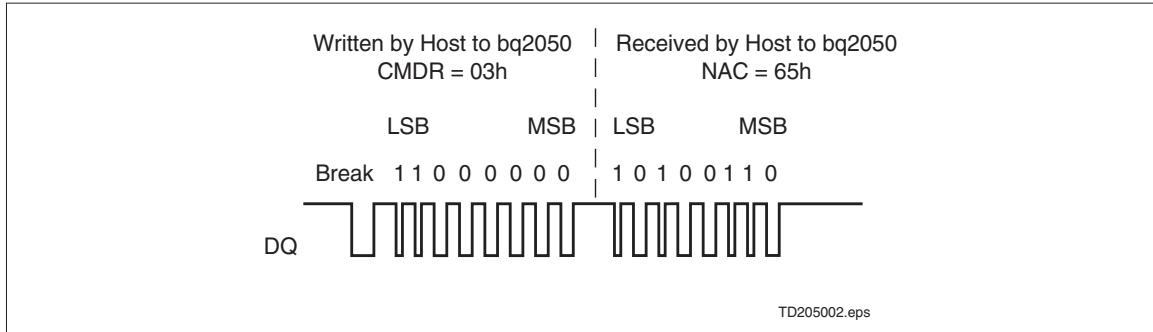 Written by Host to bq2050
CMDR = 03h
Received by Host to bq2050
NAC = 65h
LSB MSB LSB MSB
Break 1 1 0 0 0 0 0 0 1 0 1 0 0 1 1 0
DQ
TD205002.eps